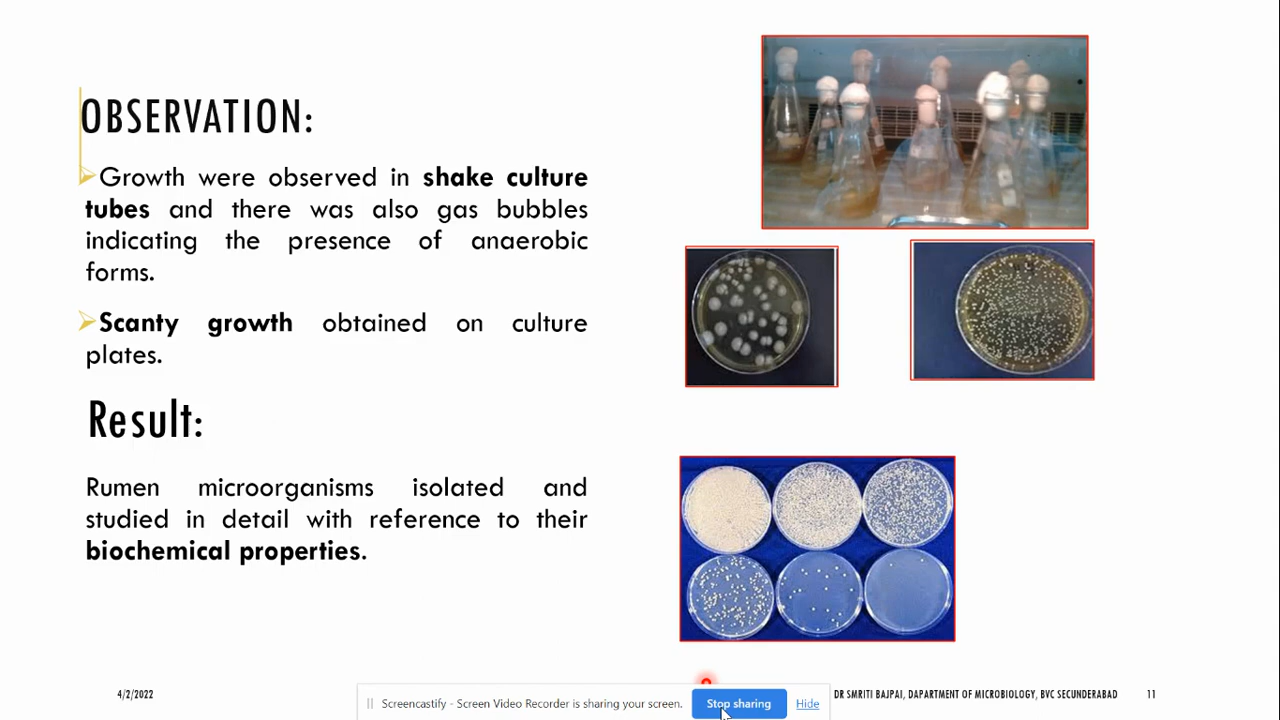 OBSERVATION:
Growth were observed in shake culture
tubes and there was also gas bubbles
indicating the presence of anaerobic
forms.
Scanty growth obtained on culture
plates.
Result:
Rumen microorganisms isolated and
studied in detail with reference to their
biochemical properties.
4/2/2022
Screencastify - Screen Video Recorder is sharing your screen.
Stop sharing
Hide
DR SMRITI BAJPAI, DAPARTMENT OF MICROBIOLOGY, BVC SECUNDERABAD
11